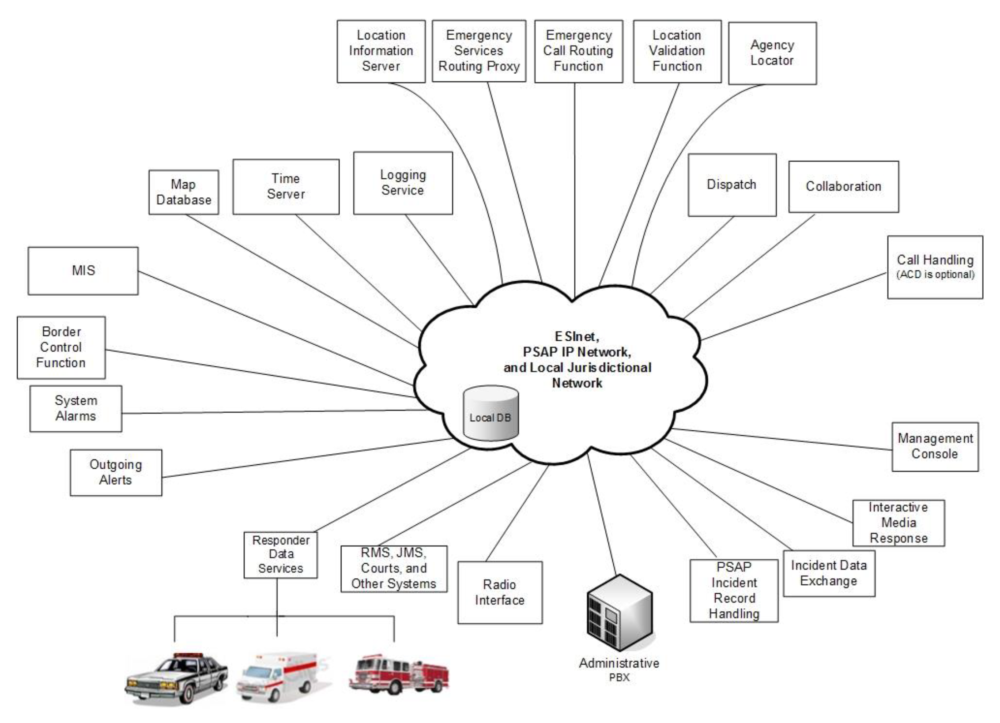 Location
Information
Server
Emergency
Services
Routing Proxy
Emergency
Call Routing
Function
Location
Validation
Function
Agency
Locator
Map
Database
Time
Server
Logging
Service
Dispatch
Collaboration
MIS
Call Handling
(ACD is optional)
Border
Control
Function
ESInet,
PSAP IP Network,
and Local Jurisdictional
Network
System
Alarms
Local DB
Management
Console
Outgoing
Alerts
Interactive
Media
Response
Responder
Data
Services
RMS, JMS,
Courts, and
Other Systems
Radio
Interface
PSAP
Incident
Record
Handling
Incident Data
Exchange
Administrative
PBX